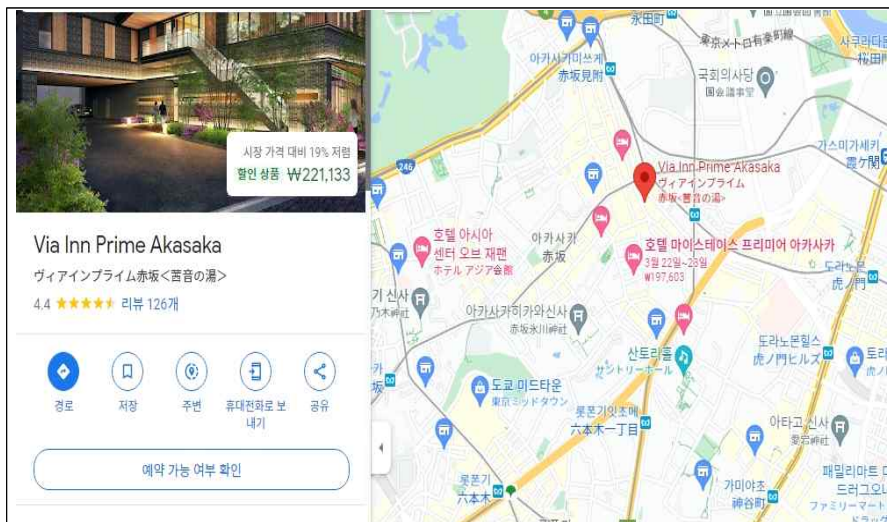 시장 가격 대비 19% 저렴
할인 상품 ₩221,133
Via Inn Prime Akasaka
ヴィアインプライム赤坂<茜音の湯>
4.4
리뷰 126개
경로
저장
주변
휴대전화로 보
내기
공유
예약 가능 여부 확인
永田町
東京メトロ有楽町線
사쿠라다몬
桜田門
아카사카미쓰케
赤坂見附
국회의사당
国会議事堂
246
가스미가세키
霞ケ関
Via Inn Prime Akasaka
ヴィアインプライム
赤坂<茜音の湯>
호텔 아시아
센터 오브 재팬
ホテル アジア会館
아카사카
赤坂
호텔 마이스테이스 프리미어 아카사카
3월 22일~23일
₩197,603
도라노몬
虎ノ門
기 신사
乃木神社
아카사카히카와신사
赤坂氷川神社
산토리홀
サントリーホール
도라노몬힐스
虎ノ門ヒルズ
도쿄 미드타운
東京ミッドタウン
롯폰기잇초메
六本木一丁目
아타고 신사
愛宕神社
롯폰기
六本木
가미야초
神谷町
패밀리마트
드러그
ファミリーマート